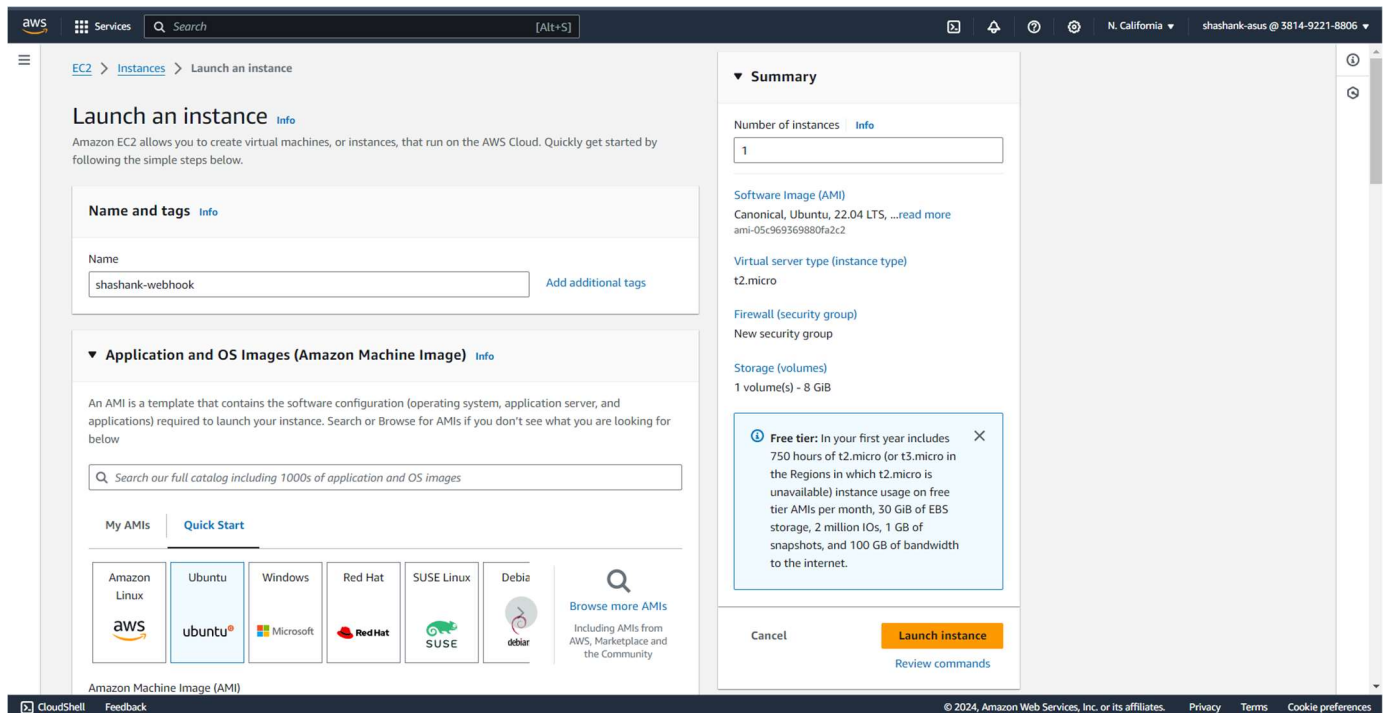 aws
Services
Search
[Alt+S]
N. California
shashank-asus @ 3814-9221-8806
EC2
Instances
Launch an instance
Launch an instance Info
Amazon EC2 allows you to create virtual machines, or instances, that run on the AWS Cloud. Quickly get started by
following the simple steps below.
Name and tags Info
Name
shashank-webhook
Add additional tags
Application and OS Images (Amazon Machine Image) Info
An AMI is a template that contains the software configuration (operating system, application server, and
applications) required to launch your instance. Search or Browse for AMIs if you don't see what you are looking for
below
Search our full catalog including 1000s of application and OS images
My AMIs
Quick Start
Amazon
Linux
aws
Ubuntu
ubuntu®
Windows
Microsoft
Red Hat
Red Hat
SUSE Linux
SUSE
Debia
debian
Browse more AMIs
Including AMIs from
AWS, Marketplace and
the Community
Amazon Machine Image (AMI)
Summary
Number of instances Info
1
Software Image (AMI)
Canonical, Ubuntu, 22.04 LTS, ...read more
ami-05c969369880fa2c2
Virtual server type (instance type)
t2.micro
Firewall (security group)
New security group
Storage (volumes)
1 volume(s) - 8 GiB
Free tier: In your first year includes
750 hours of t2.micro (or t3.micro in
the Regions in which t2.micro is
unavailable) instance usage on free
tier AMIs per month, 30 GiB of EBS
storage, 2 million IOs, 1 GB of
snapshots, and 100 GB of bandwidth
to the internet.
Cancel
Launch instance
Review commands
CloudShell
Feedback
© 2024, Amazon Web Services, Inc. or its affiliates.
Privacy
Terms
Cookie preferences